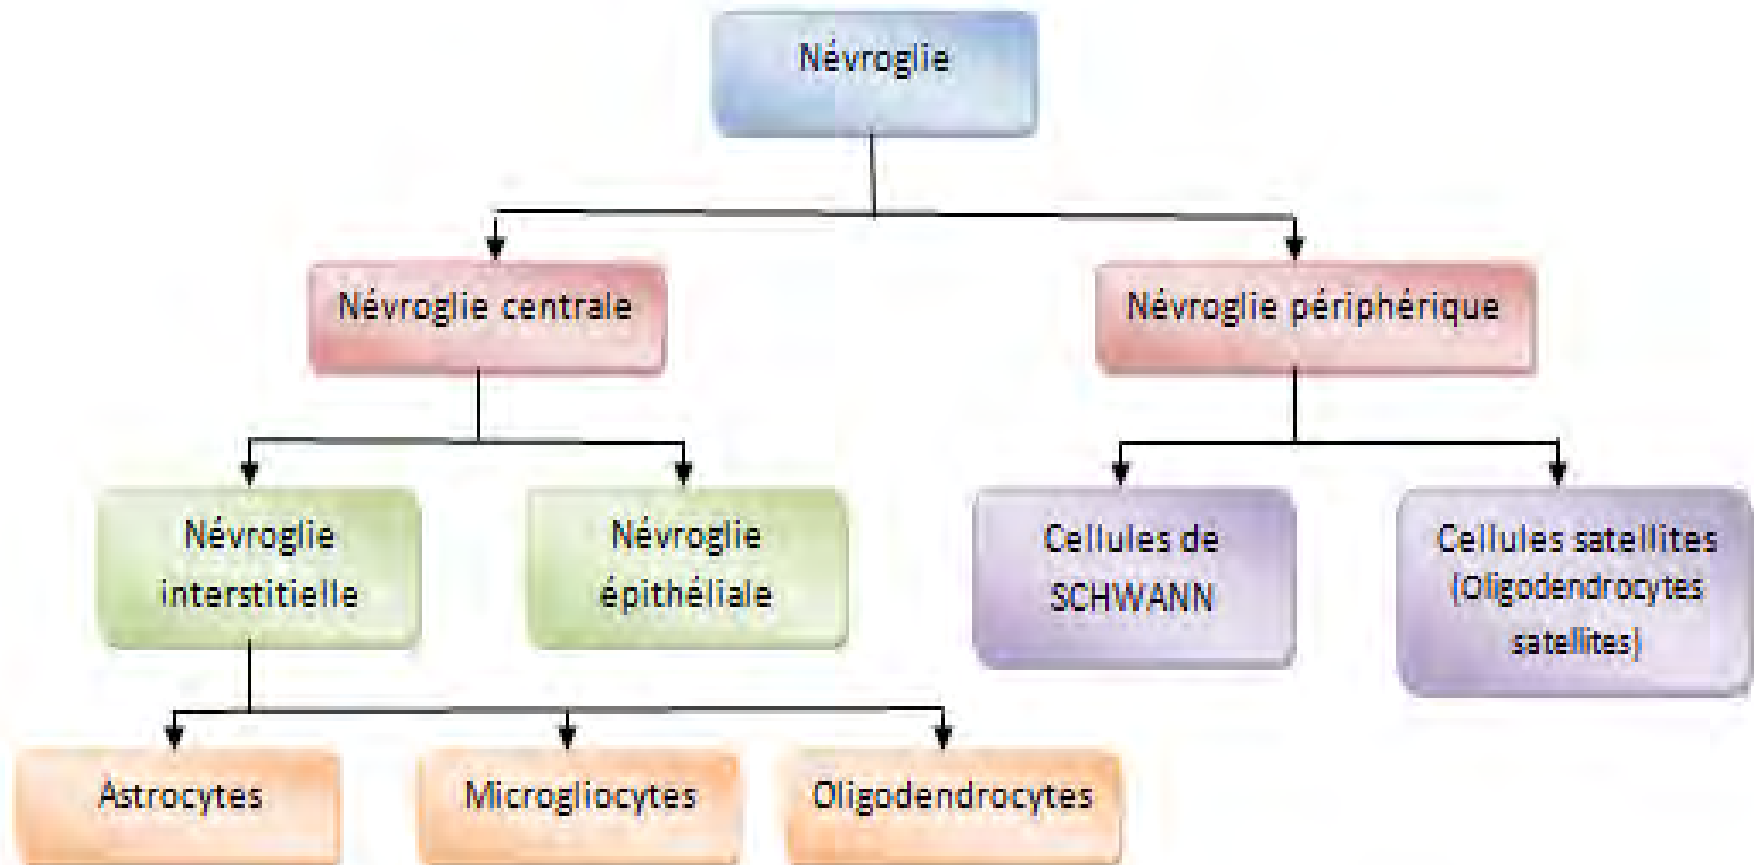 Névroglie
Névroglie centrale
Névroglie périphérique
Névroglie
interstitielle
Névroglie
épithéliale
Cellules de
SCHWANN
Cellules satellites
(Oligodendrocytes
satellites)
Astrocytes
Microgliocytes
Oligodendrocytes